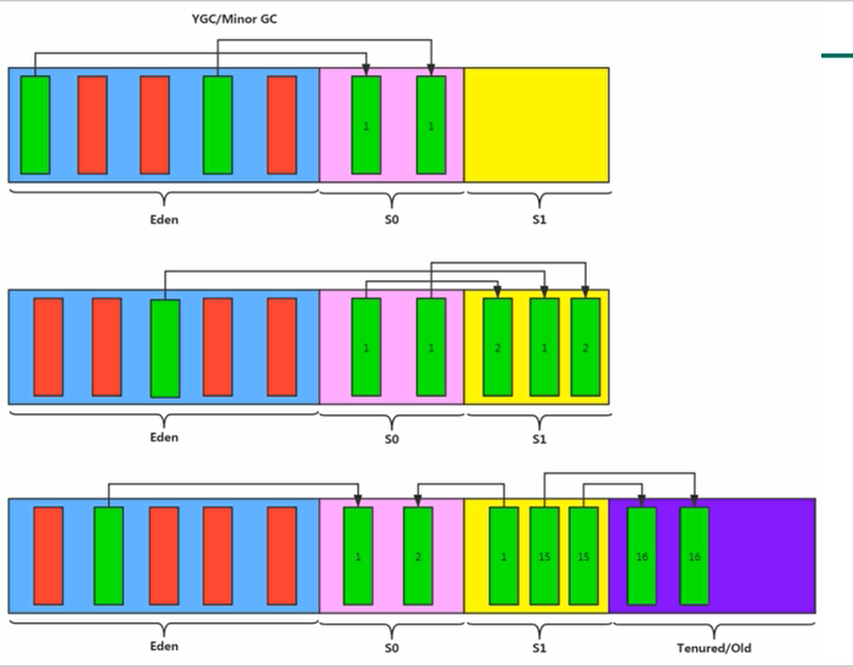 YGC/Minor GC
1 1
Eden S0 S1
1 1 2 1 2
Eden S0 S1
1 2 1 15 15 16 16
Eden S0 S1 Tenured/Old